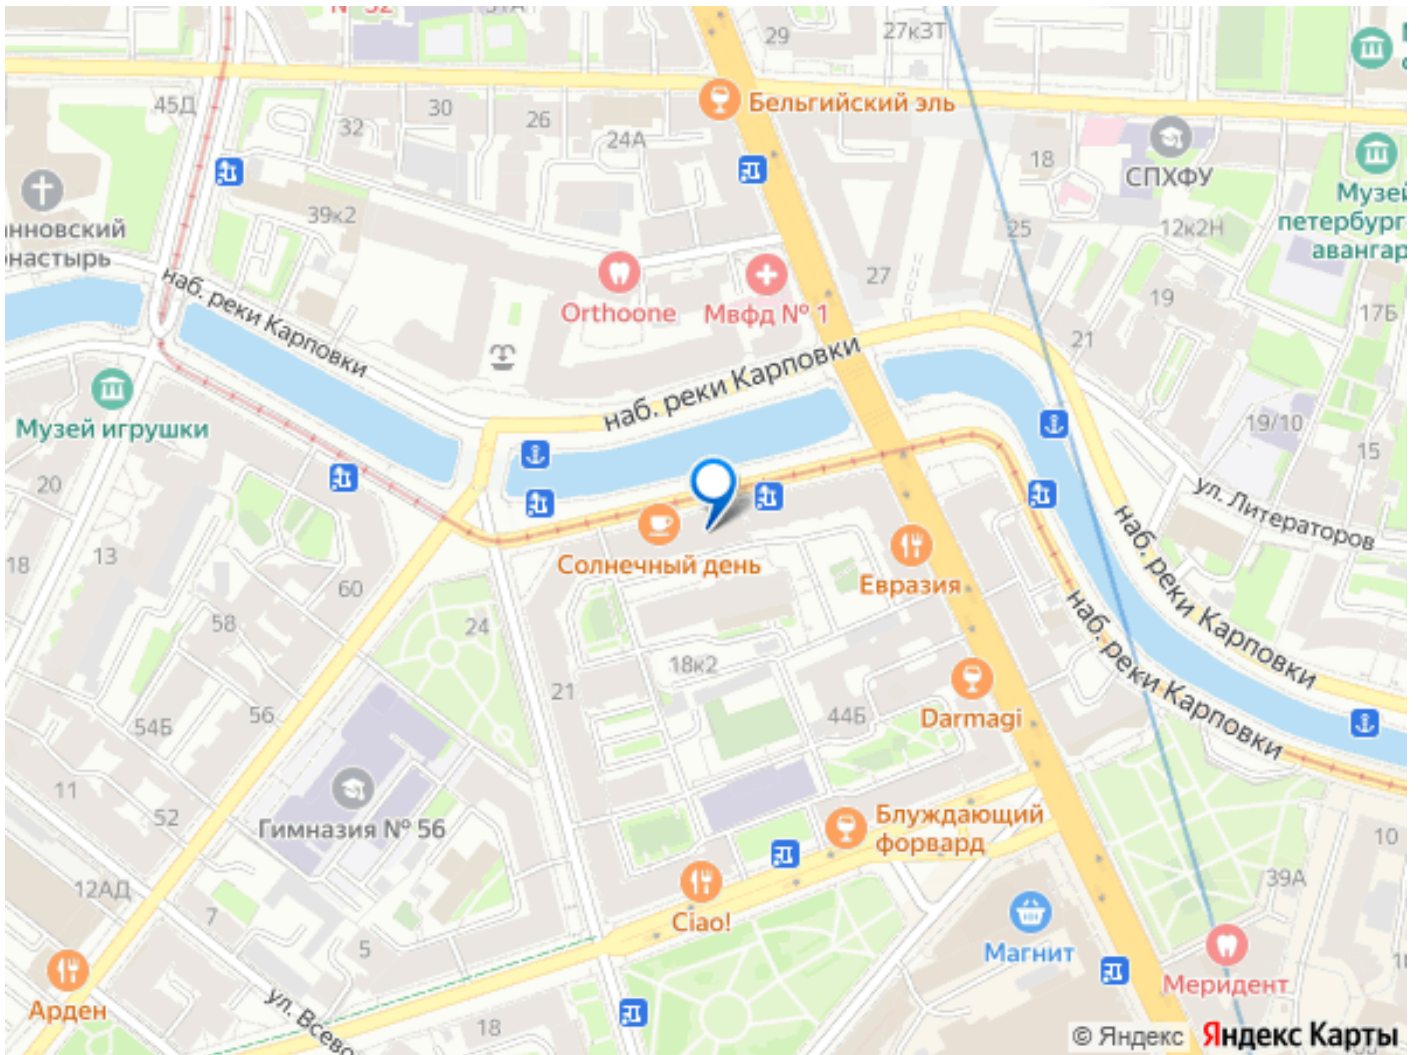 29
27к3Т
45Д
30
32
26
24А
Бельгийский эль
18
СПХФУ
Музей
петербург
авангар
39к2
12к2Н
25
нновский
настырь
наб. реки Карповки
Orthoone
Мвфд № 1
27
19
17Б
21
наб. реки Карповки
Музей игрушки
19/10
15
20
ул. Литераторов
13
18
Солнечный день
Евразия
60
58
24
18к2
наб. реки Карповки
наб. реки Карповки
21
56
54Б
44Б
Darmagi
11
52
Гимназия № 56
Блуждающий
форвард
10
12АД
7
5
39А
Ciao!
Магнит
Меридент
Арден
ул. Всево
18
© Яндекс
Яндекс Карты